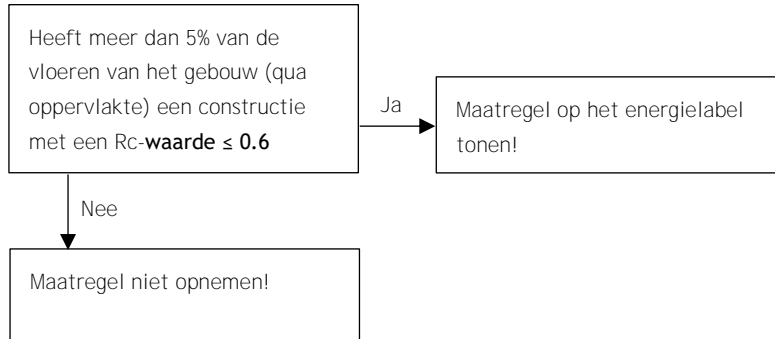 Heeft meer dan 5% van de
vloeren van het gebouw (qua
oppervlakte) een constructie
met een Rc-waarde ≤ 0.6
Ja
Maatregel op het energielabel
tonen!
Nee
Maatregel niet opnemen!